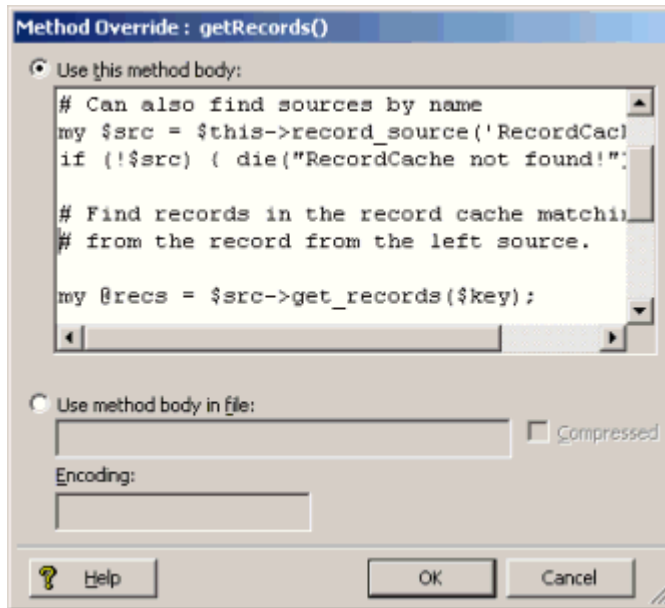 Method Override : getRecords()
Use this method body:
# Can also find sources by name
my $src = $this->record_source('RecordCac
if (!$src) { die("RecordCache not found!"
# Find records in the record cache matchi
# from the record from the left source.
my @recs = $src->get_records($key);
Use method body in file:
Compressed
Encoding:
Help
OK
Cancel